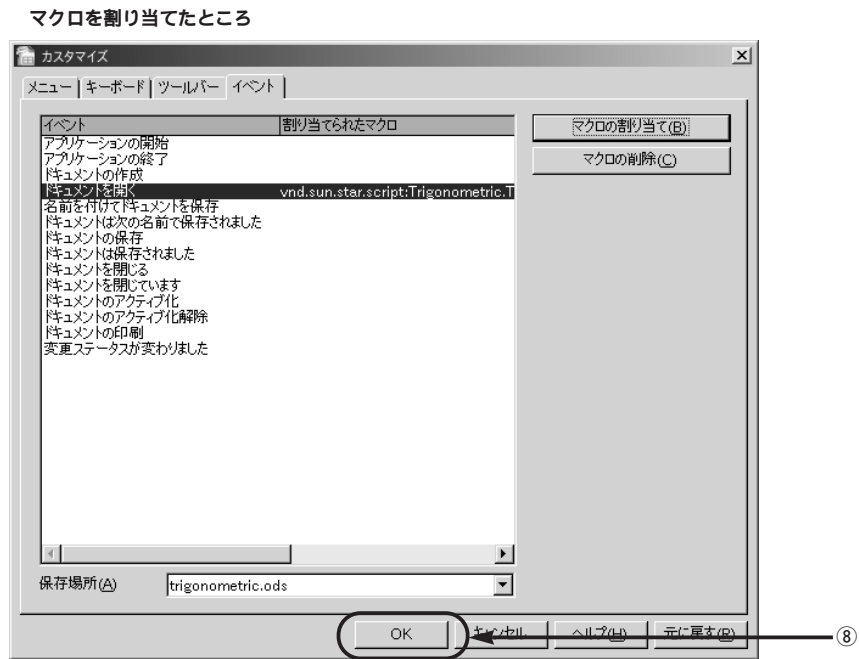 マクロを割り当てたところ
カスタマイズ
メニュー キーボード ツールバー イベント
イベント 割り当てられたマクロ
マクロの割り当て(B)
アプリケーションの開始
アプリケーションの終了
マクロの削除(C)
ドキュメントの作成
ドキュメントを開く vnd.sun.star.script:Trigonometric.T
名前を付けてドキュメントを保存
ドキュメントは次の名前で保存されました
ドキュメントの保存
ドキュメントは保存されました
ドキュメントを閉じる
ドキュメントを閉じています
ドキュメントのアクティブ化
ドキュメントのアクティブ化解除
ドキュメントの印刷
変更ステータスが変わりました
保存場所(A) trigonometric.ods
OK キャンセル ヘルプ(H) 元に戻す(R) ⑧